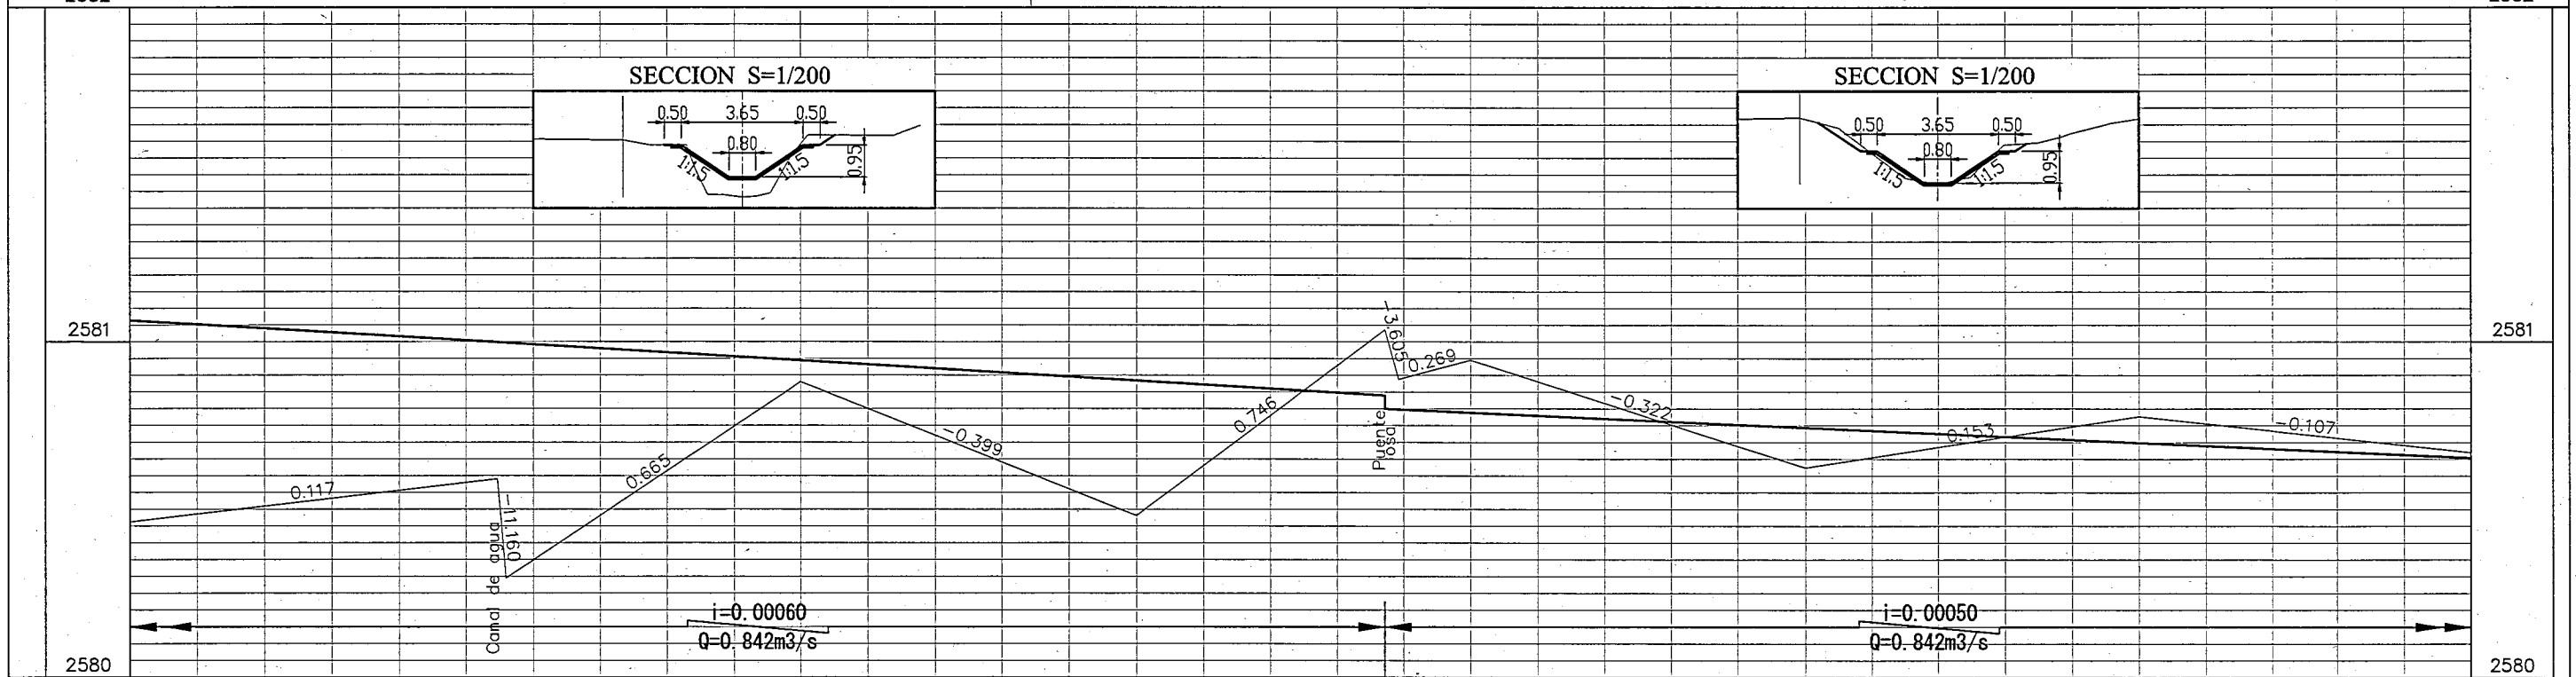 SECCION S=1/200
0.50 3.65 0.50
0.80
1:1.5 1:1.5
0.95
SECCION S=1/200
0.50 3.65 0.50
0.80
1:1.5 1:1.5
0.95
2581
2581
-3.605
-0.269
-0.322
0.746
-0.399
0.153
-0.107
Puente
losa
0.665
0.117
-11.160
Canal de agua
i=0.00060
Q=0.842m3/s
i=0.00050
Q=0.842m3/s
2580
2580